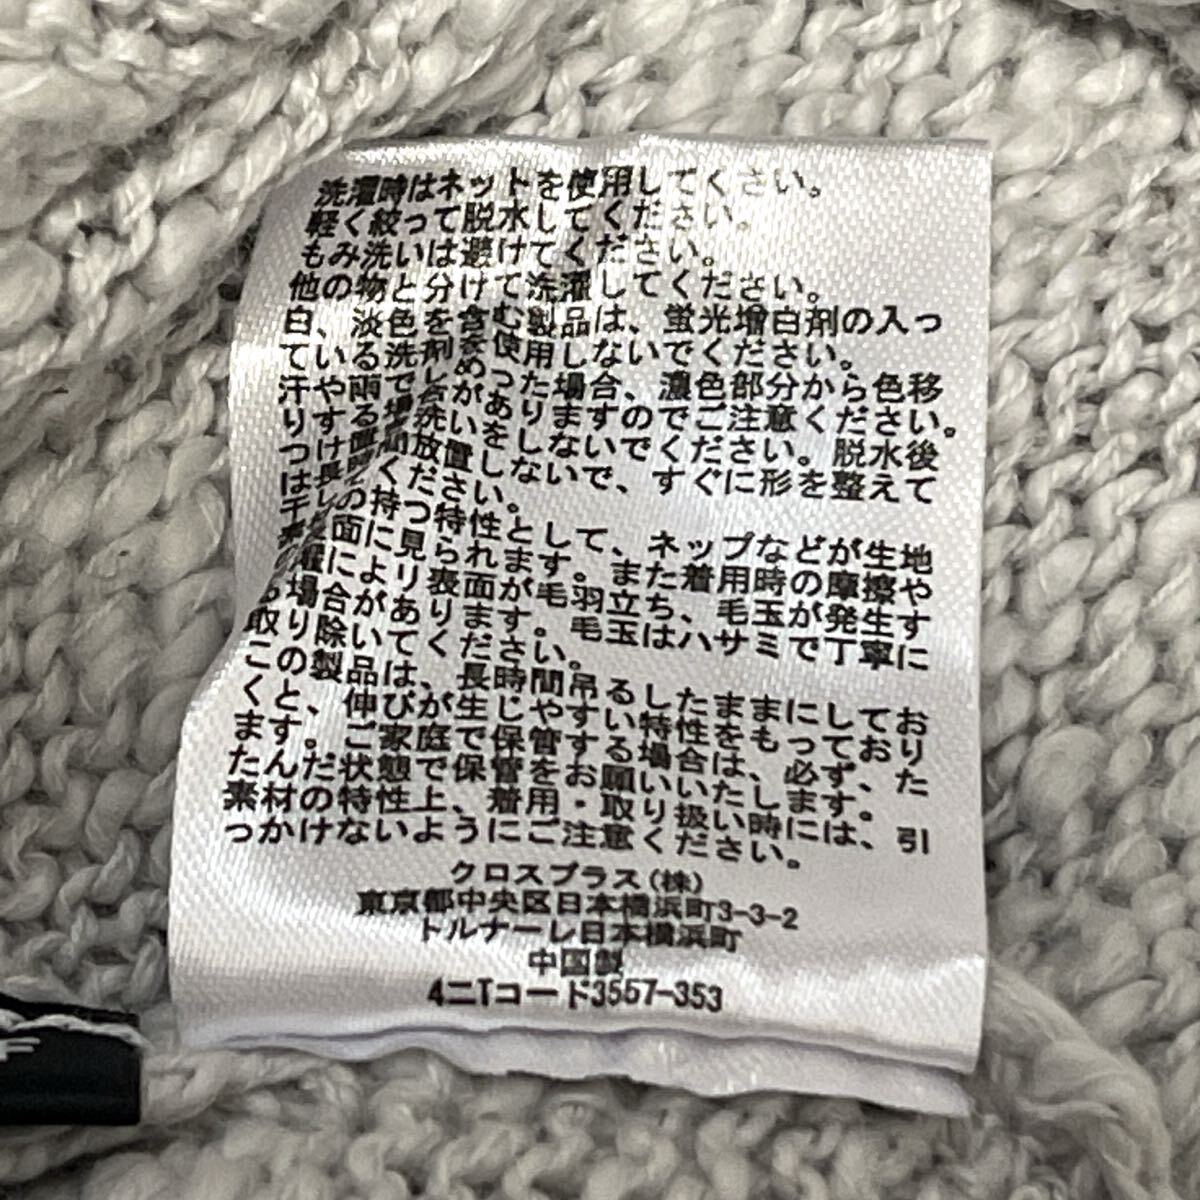 洗濯時はネットを使用してください。
軽く絞って脱水してください。
もみ洗いは避けてください。
他の物と分けて洗濯してください。
白、淡色を含む製品は、蛍光増白剤の入っ
ている洗剤を使用しないでください。
汗や雨で しめった場合、濃色部分から色移
りする場合がありますのでご注意ください。
つけ置き洗いをしないでください。脱水後
は長時間放置しないで、すぐに形を整えて
干してください。
素材の持つ特性として、ネップなどが生地
表面に見られます。また着用時の摩擦や
洗濯により表面が毛羽立ち、毛玉が発生す
る場合があります。毛玉はハサミで丁寧に
取り除いてください。
この製品は、長時間吊るしたままにしてお
くと、伸びが生じやすい特性をもっており
ます。ご家庭で保管する場合は、必ず、た
たんだ状態で保管をお願いいたします。
素材の特性上、着用・取り扱い時には、引
っかけないようにご注意ください。
クロスプラス(株)
東京都中央区日本橋浜町3-3-2
トルナーレ日本橋浜町
中国製
4ニTコード3557-353